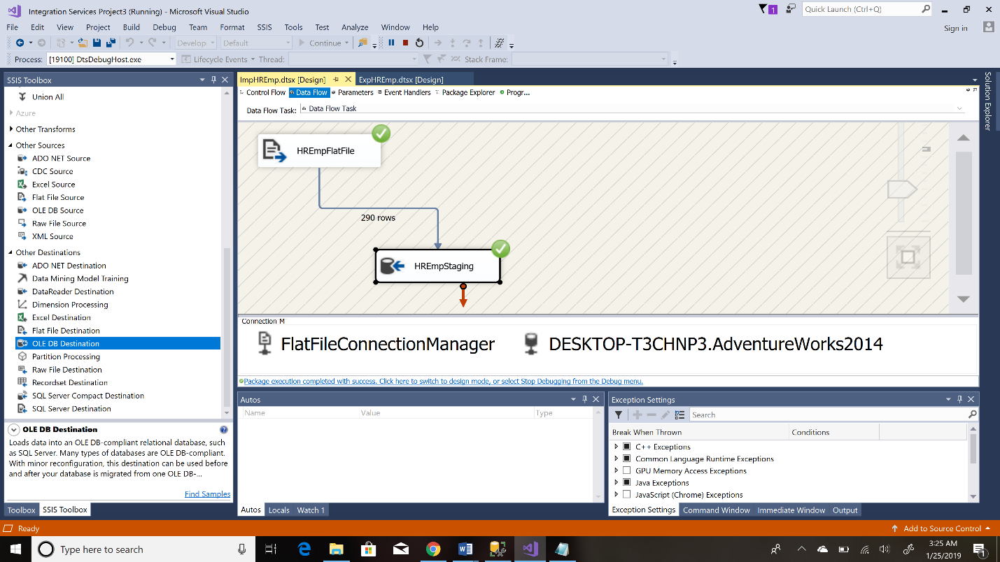 Integration Services Project3 (Running) - Microsoft Visual Studio
1
Quick Launch (Ctrl+Q)
File Edit View Project Build Debug Team Format SSIS Tools Test Analyze Window Help
Sign in
Develop Default Continue
Process: [19100] DtsDebugHost.exe Lifecycle Events Thread: Stack Frame:
SSIS Toolbox
Union All
Azure
Other Transforms
Other Sources
ADO NET Source
CDC Source
Excel Source
Flat File Source
OLE DB Source
Raw File Source
XML Source
Other Destinations
ADO NET Destination
Data Mining Model Training
DataReader Destination
Dimension Processing
Excel Destination
Flat File Destination
OLE DB Destination
Partition Processing
Raw File Destination
Recordset Destination
SQL Server Compact Destination
SQL Server Destination
OLE DB Destination
Loads data into an OLE DB-compliant relational database, such
as SQL Server. Many types of databases are OLE DB-compliant.
With minor reconfiguration, this destination can be used before
and after your database is migrated from one OLE DB-...
Find Samples
Toolbox SSIS Toolbox
ImpHREmp.dtsx [Design] ExpHREmp.dtsx [Design]
Control Flow Data Flow Parameters Event Handlers Package Explorer Progr...
Data Flow Task: Data Flow Task
HREmpFlatFile
290 rows
HREmpStaging
Connection M
FlatFileConnectionManager DESKTOP-T3CHNP3.AdventureWorks2014
Package execution completed with success. Click here to switch to design mode, or select Stop Debugging from the Debug menu.
Solution Explorer
Autos
Name Value Type
Autos Locals Watch 1
Exception Settings
Search
Break When Thrown Conditions
C++ Exceptions
Common Language Runtime Exceptions
GPU Memory Access Exceptions
Java Exceptions
JavaScript (Chrome) Exceptions
Exception Settings Command Window Immediate Window Output
Ready Add to Source Control
Type here to search
3:25 AM
1/25/2019
1